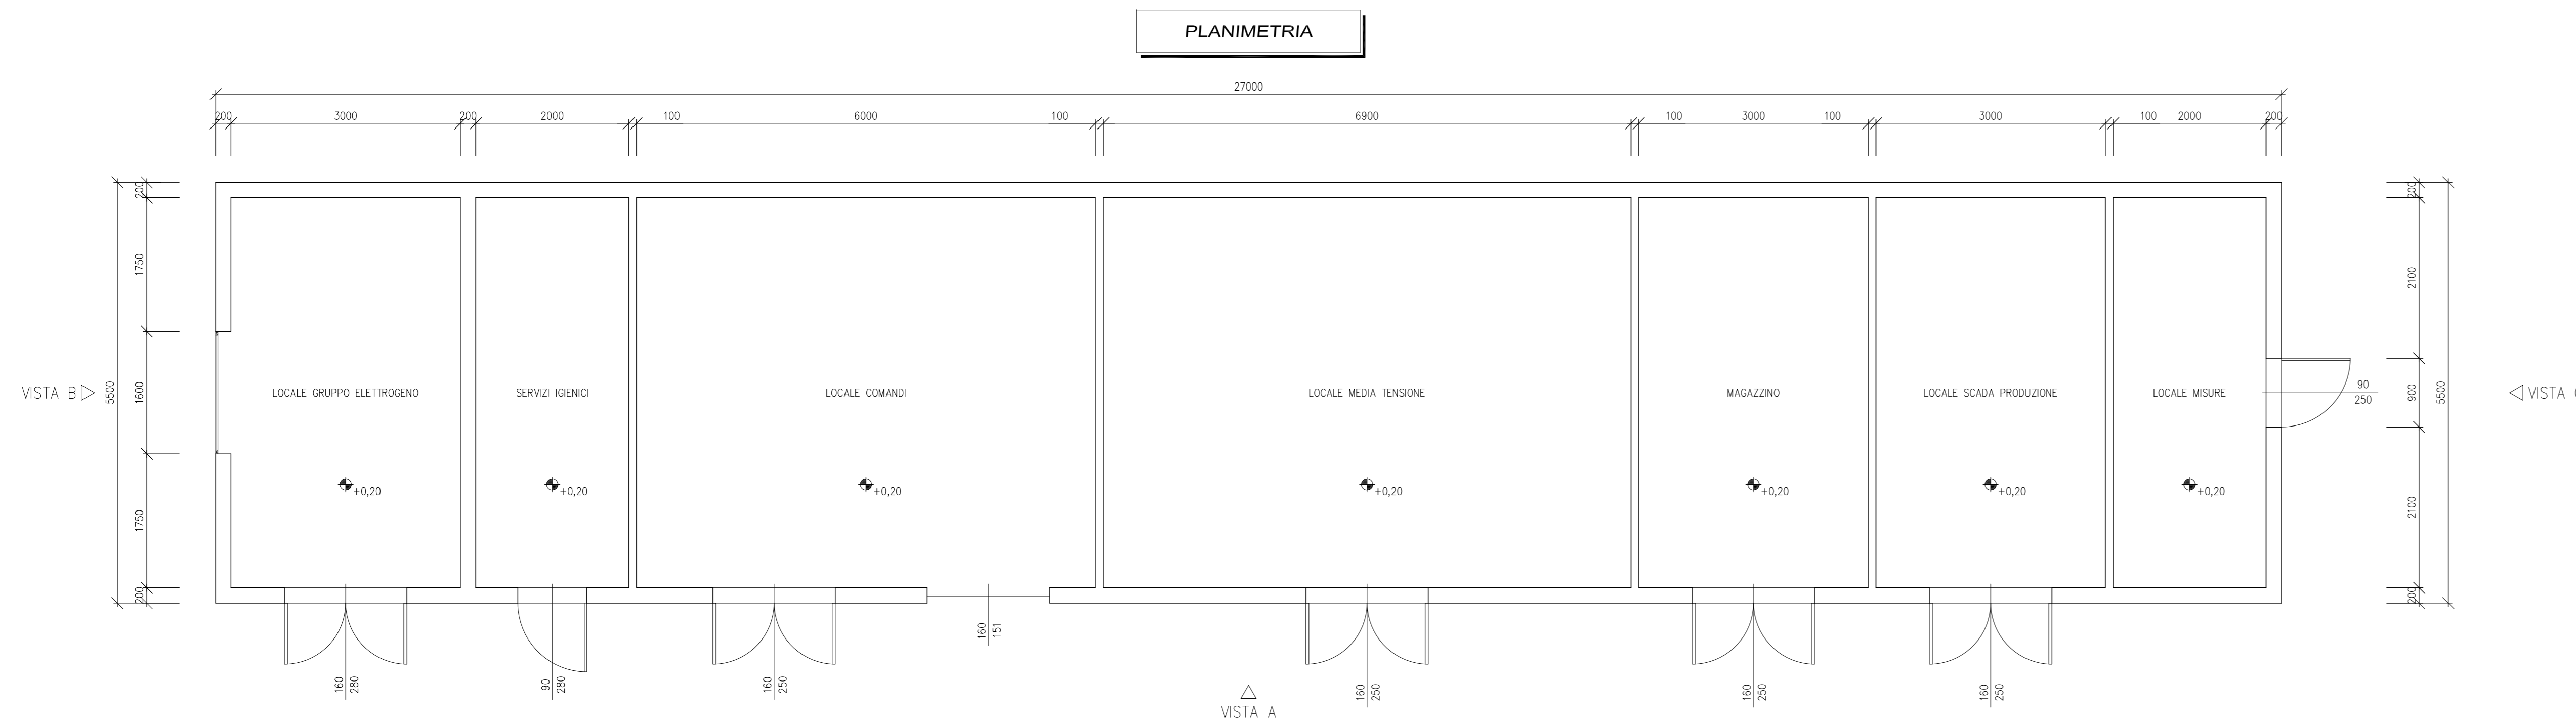 PLANIMETRIA
27000
200 3000 200 2000 100 6000 100 6900 100 3000 100 3000 100 2000 200
200
1750
1600
1750
200
5500
200
2100
900
2100
200
5500
VISTA B
LOCALE GRUPPO ELETTROGENO
SERVIZI IGIENICI
LOCALE COMANDI
LOCALE MEDIA TENSIONE
MAGAZZINO
LOCALE SCADA PRODUZIONE
LOCALE MISURE
90
250
VISTA
+0,20 +0,20 +0,20 +0,20 +0,20 +0,20 +0,20
160
280
90
280
160
250
160
151
160
250
160
250
160
250
VISTA A